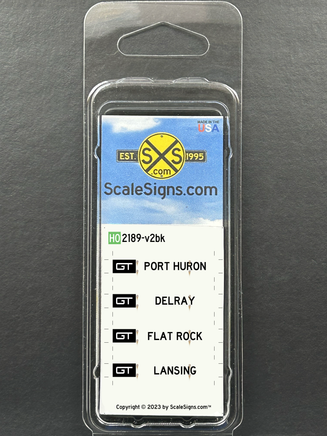 MADE IN THE
USA
EST. SXS 1995
.com
ScaleSigns.com
HO 2189-v2bk
GT PORT HURON
GT DELRAY
GT FLAT ROCK
GT LANSING
Copyright © 2023 by ScaleSigns.com™